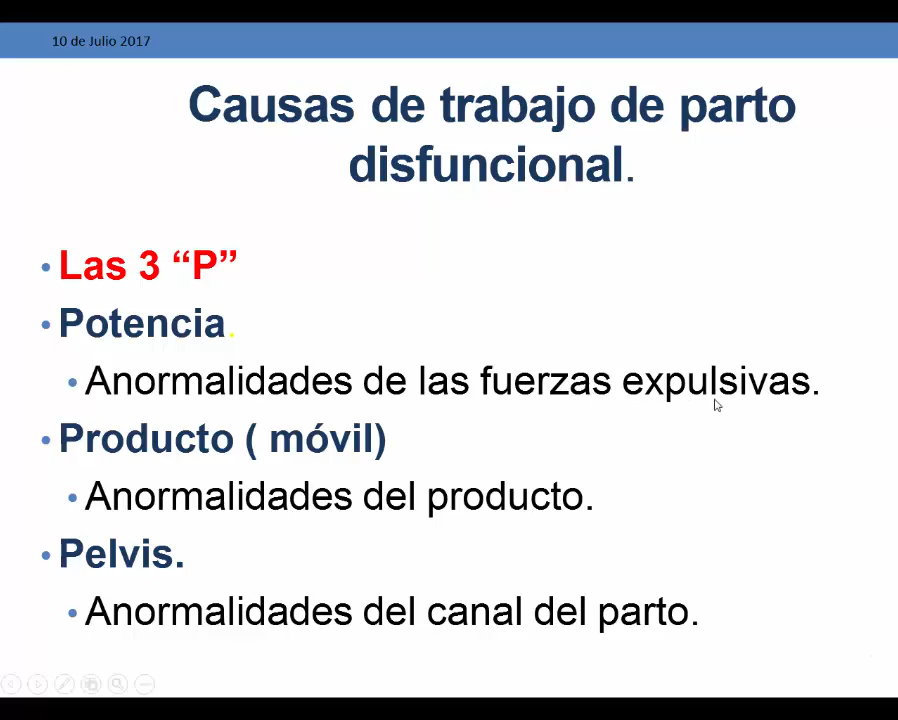 10 de Julio 2017
Causas de trabajo de parto
disfuncional.
• Las 3 “P”
• Potencia.
• Anormalidades de las fuerzas expulsivas.
• Producto ( móvil)
• Anormalidades del producto.
• Pelvis.
• Anormalidades del canal del parto.